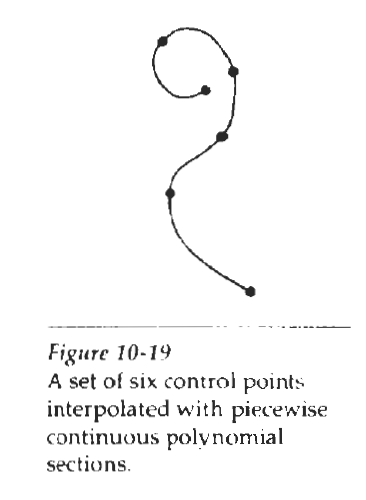 Figure 10-19
A set of six control points
interpolated with piecewise
continuous polynomial
sections.